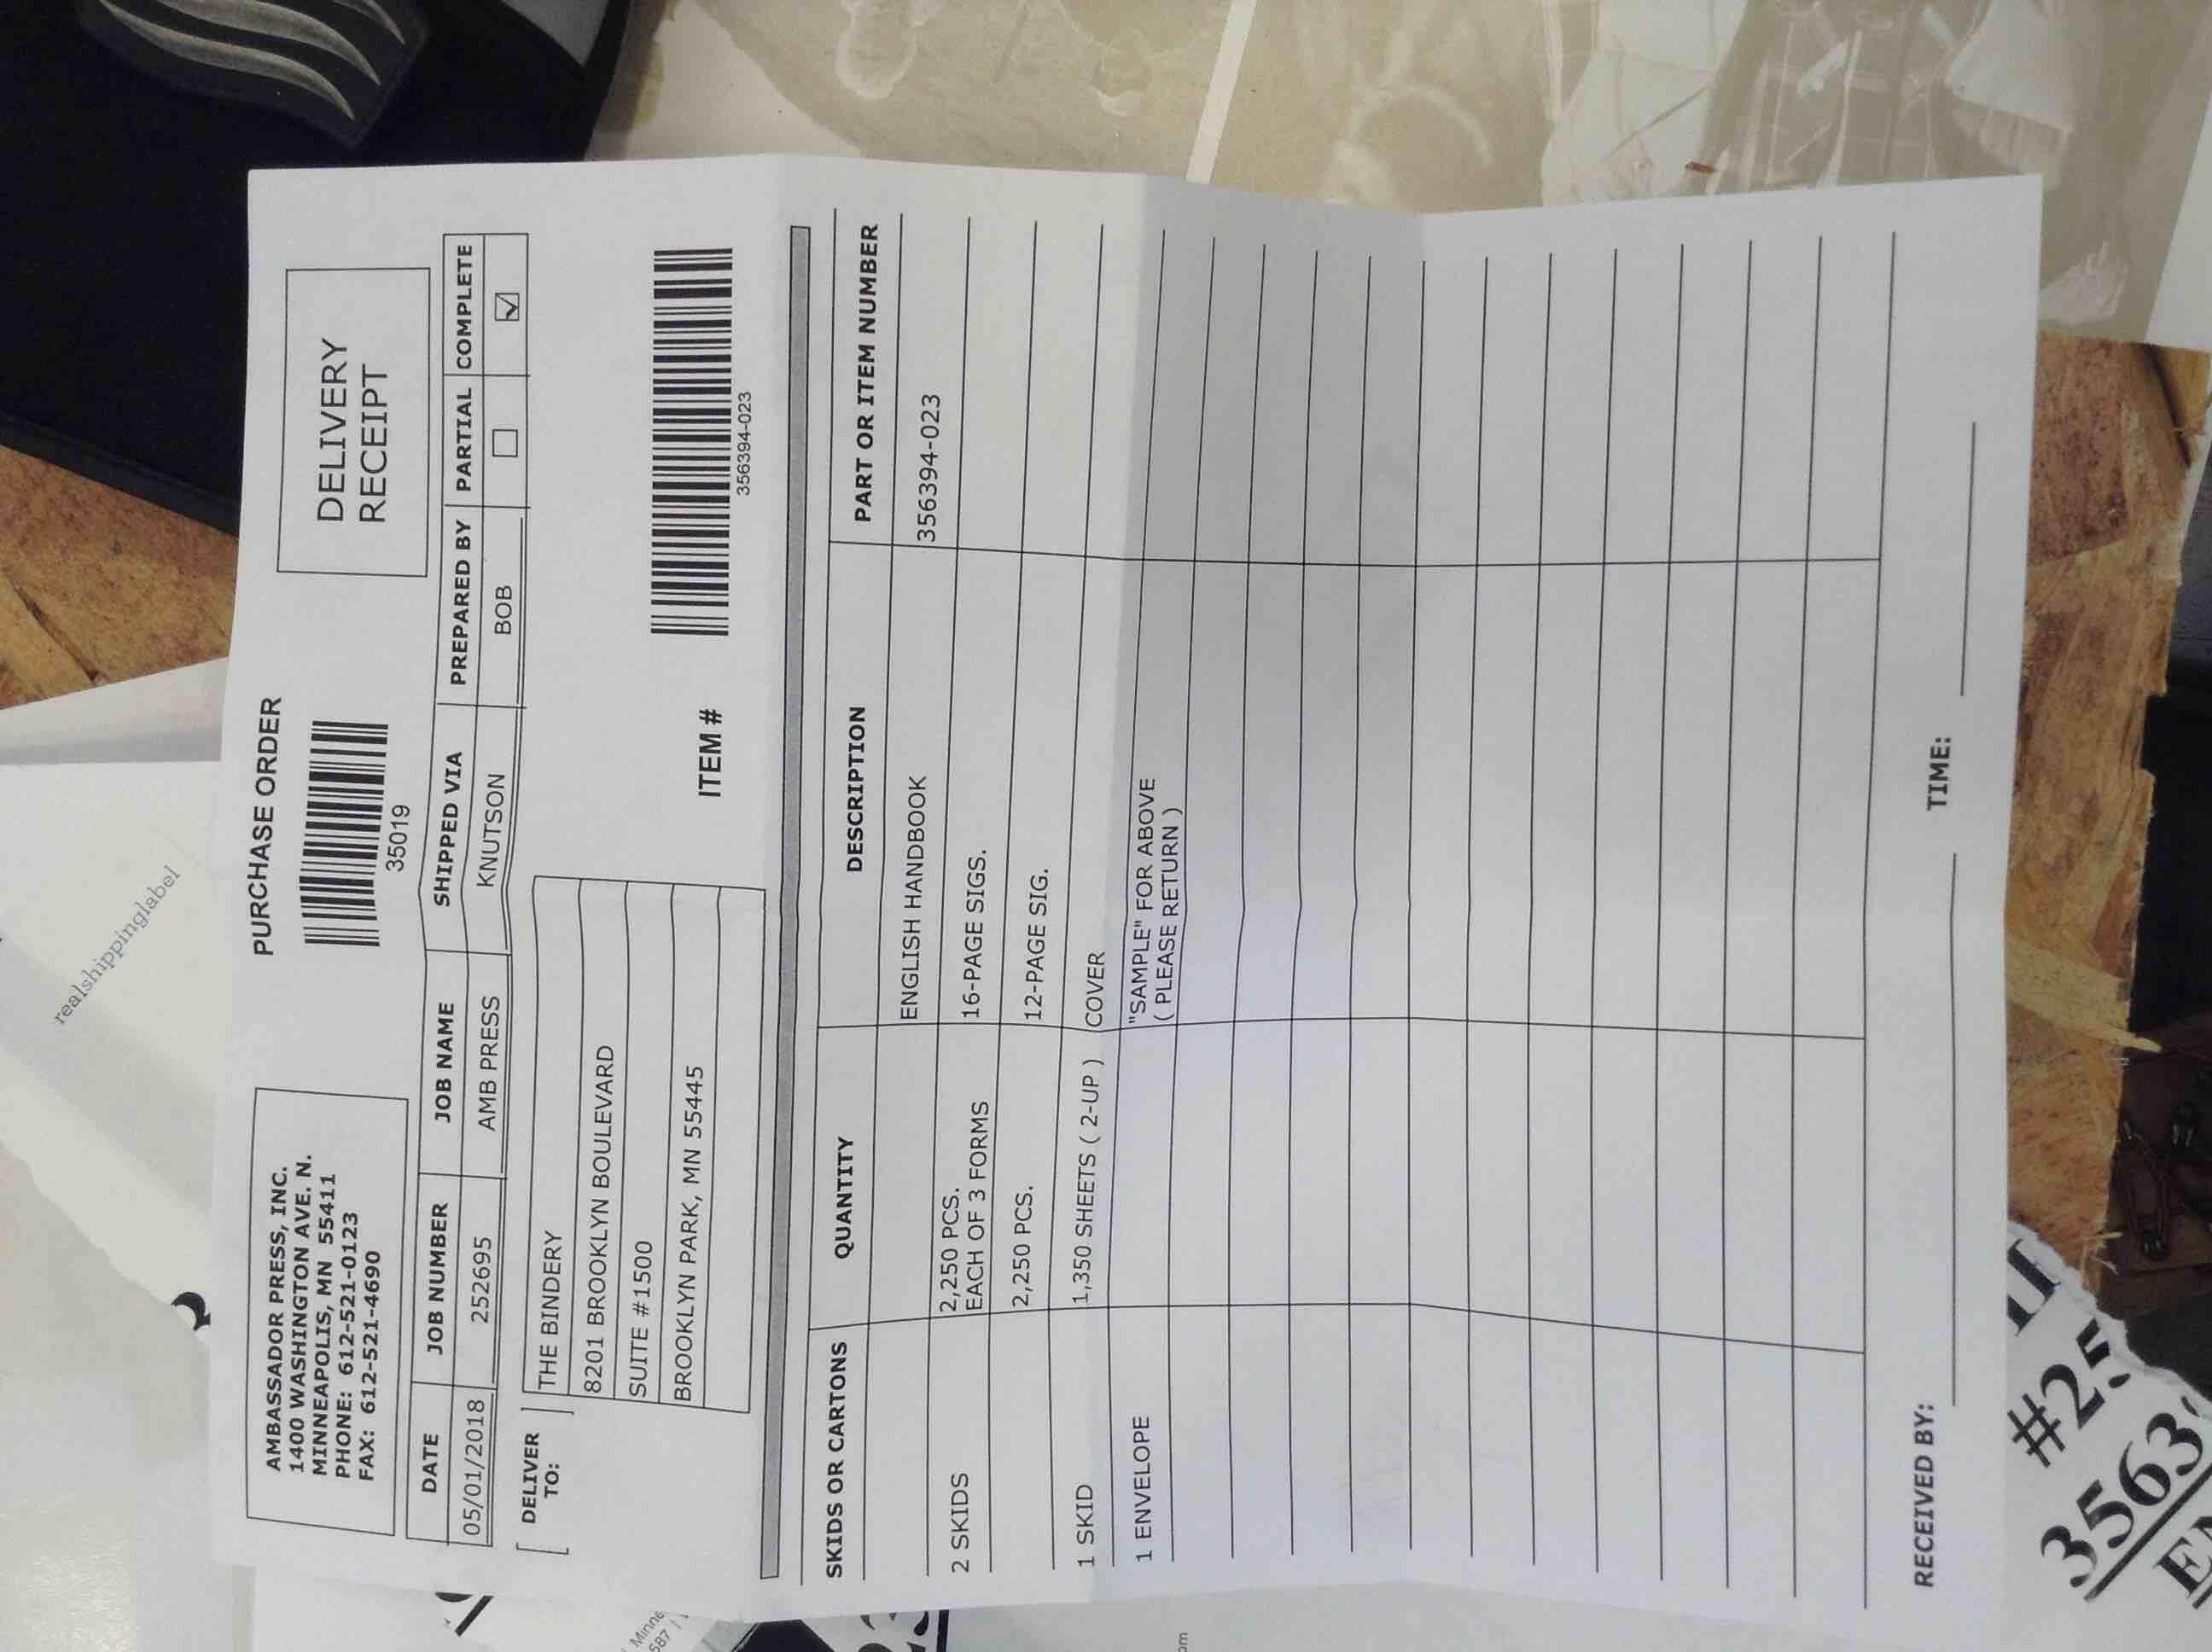 AMBASSADOR PRESS, INC.
1400 WASHINGTON AVE. N.
MINNEAPOLIS, MN 55411
PHONE: 612-521-0123
FAX: 612-521-4690
PURCHASE ORDER
35019
DELIVERY
RECEIPT
DATE JOB NUMBER JOB NAME SHIPPED VIA PREPARED BY PARTIAL COMPLETE
05/01/2018 252695 AMB PRESS KNUTSON BOB ☐ ☑
[ DELIVER TO: ]
THE BINDERY
8201 BROOKLYN BOULEVARD
SUITE #1500
BROOKLYN PARK, MN 55445
ITEM #
356394-023
SKIDS OR CARTONS QUANTITY DESCRIPTION PART OR ITEM NUMBER
ENGLISH HANDBOOK 356394-023
2 SKIDS 2,250 PCS. 16-PAGE SIGS.
EACH OF 3 FORMS
2,250 PCS. 12-PAGE SIG.
1 SKID 1,350 SHEETS ( 2-UP ) COVER
1 ENVELOPE "SAMPLE" FOR ABOVE
( PLEASE RETURN )
RECEIVED BY: TIME:
realshippinglabel